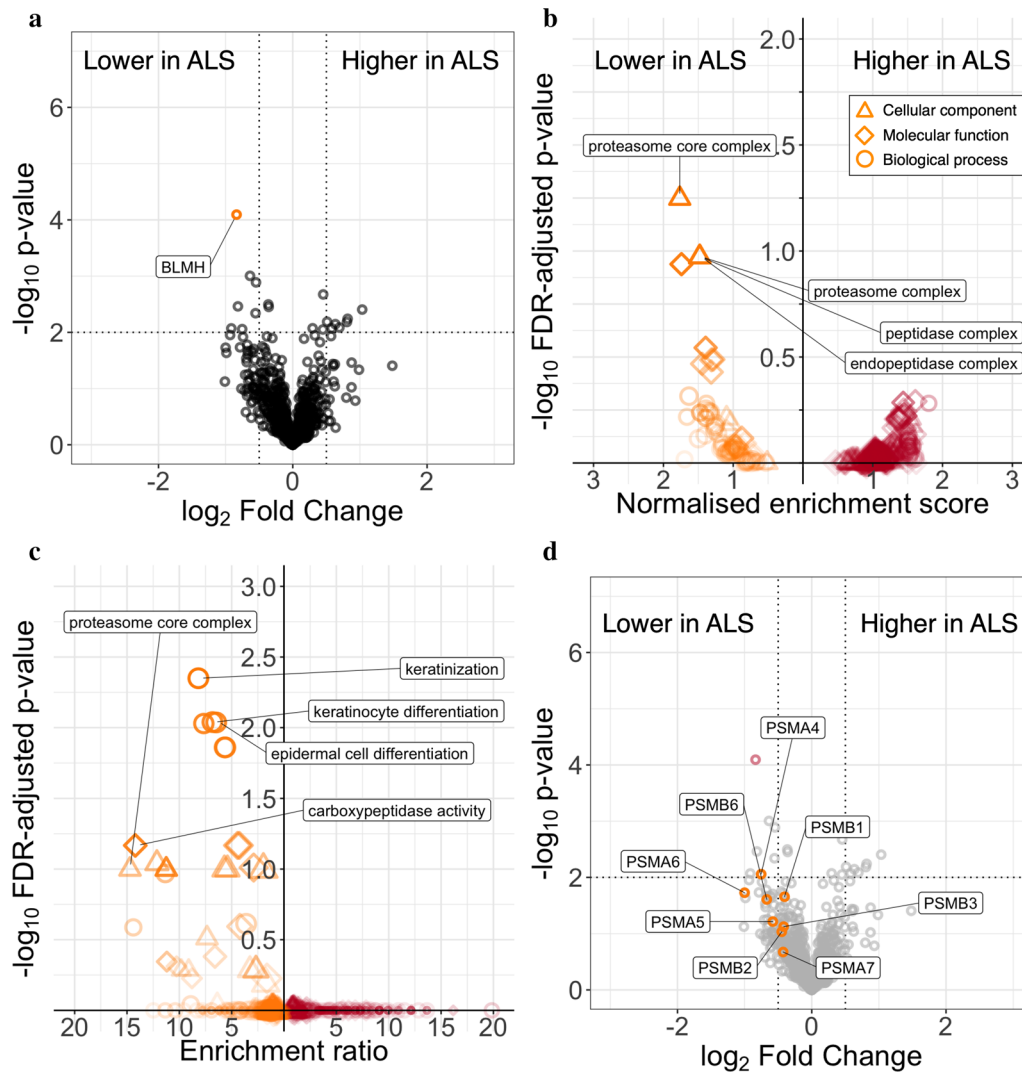 a
Lower in ALS
Higher in ALS
BLMH
6
4
2
0
-2
0
2
-log10 p-value
log2 Fold Change
b
Lower in ALS
Higher in ALS
2.0
1.0
0.5
Cellular component
Molecular function
Biological process
proteasome core complex
proteasome complex
peptidase complex
endopeptidase complex
3
2
1
1
2
3
-log10 FDR-adjusted p-value
Normalised enrichment score
c
3.0
2.5
2.0
1.5
1.0
0.5
proteasome core complex
keratinization
keratinocyte differentiation
epidermal cell differentiation
carboxypeptidase activity
20
15
10
5
5
10
15
20
-log10 FDR-adjusted p-value
Enrichment ratio
d
Lower in ALS
Higher in ALS
6
4
2
0
PSMA4
PSMB6
PSMB1
PSMA6
PSMB3
PSMA5
PSMB2
PSMA7
-2
0
2
-log10 p-value
log2 Fold Change